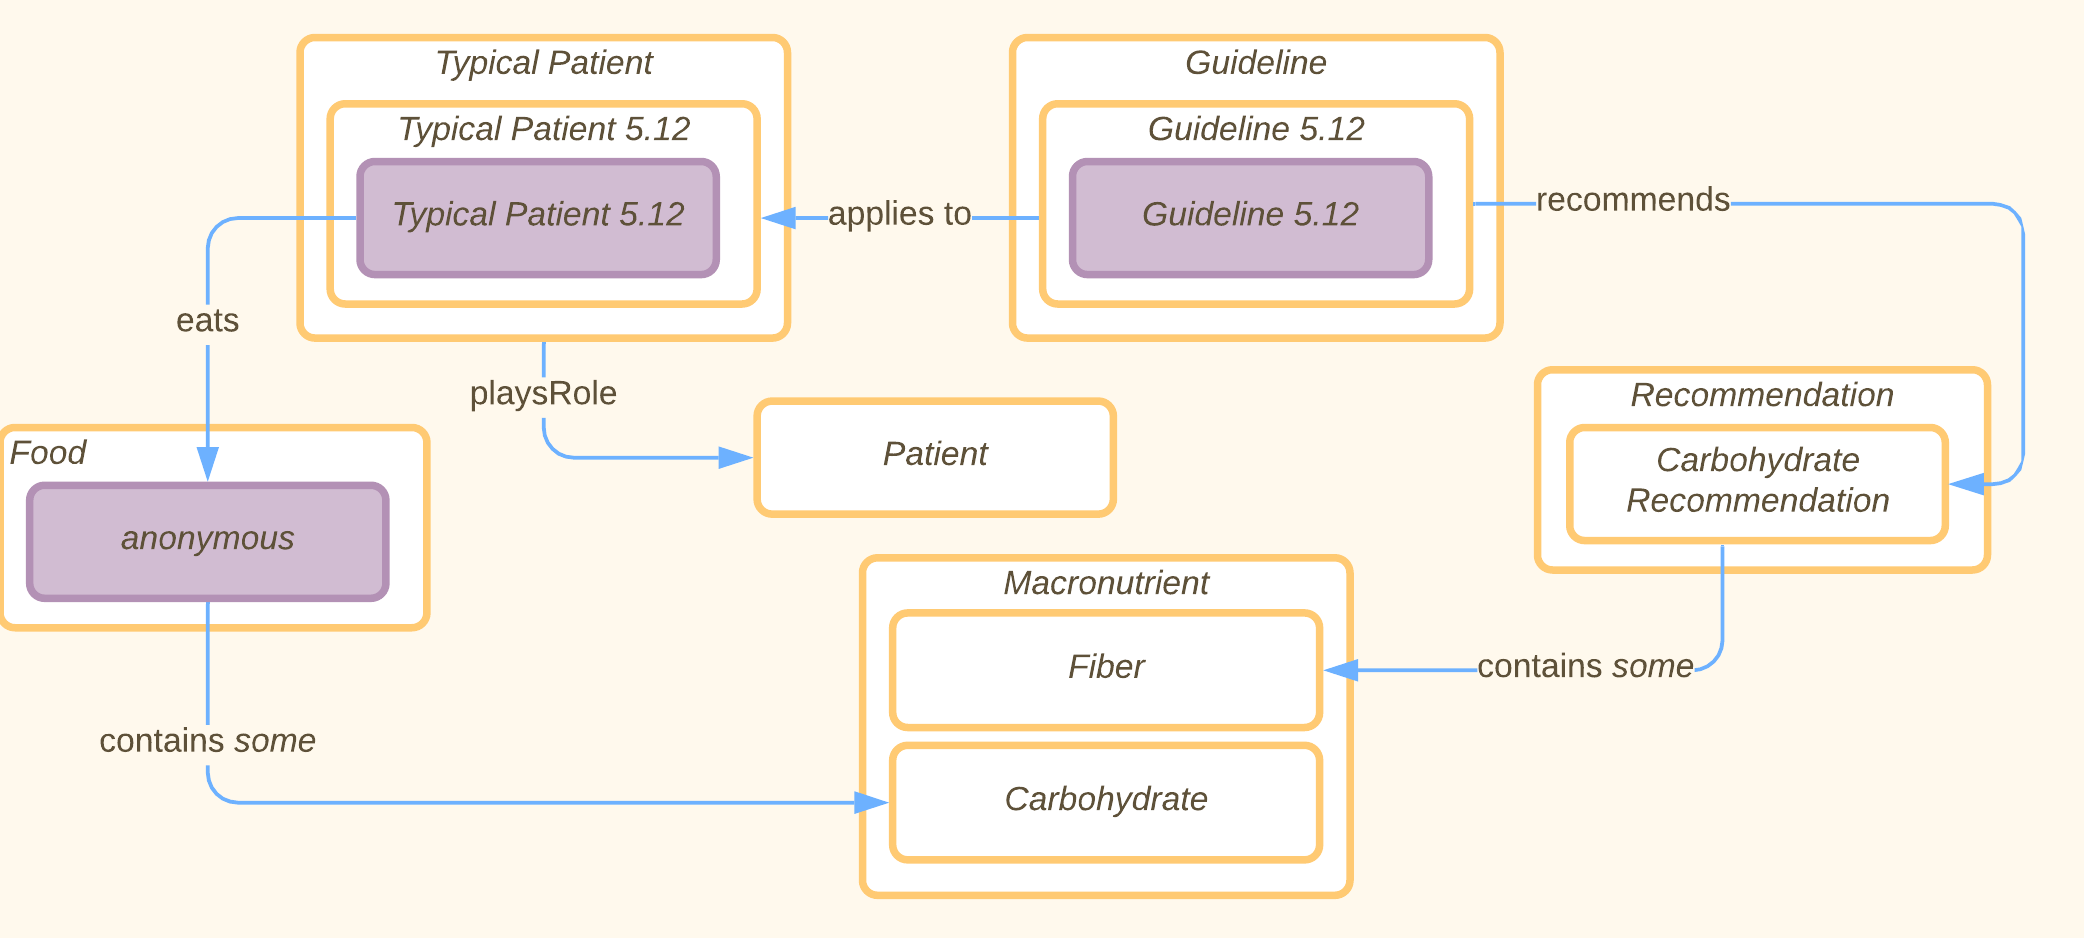 Typical Patient
Guideline
Typical Patient 5.12
Guideline 5.12
Typical Patient 5.12
applies to
Guideline 5.12
recommends
eats
playsRole
Recommendation
Food
Patient
Carbohydrate
Recommendation
anonymous
Macronutrient
Fiber
contains some
contains some
Carbohydrate